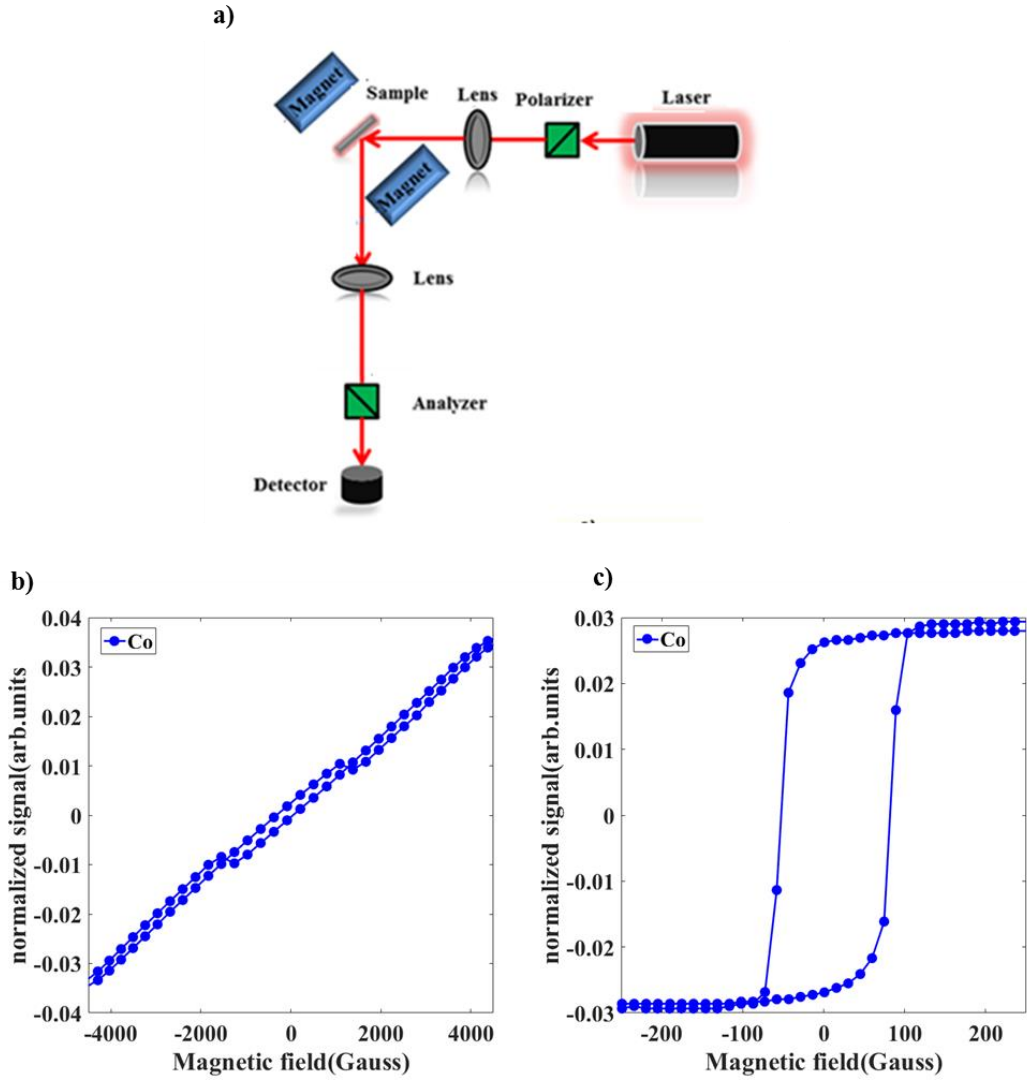 a)
Magnet
Sample
Lens
Polarizer
Laser
Magnet
Lens
Analyzer
Detector
b)
c)
0.04
0.03
0.02
0.01
0
-0.01
-0.02
-0.03
-0.04
normalized signal(arb.units
Co
-4000
-2000
0
2000
4000
Magnetic field(Gauss)
0.03
0.02
0.01
0
-0.01
-0.02
-0.03
normalized signal(arb.units
Co
-200
-100
0
100
200
Magnetic field(Gauss)